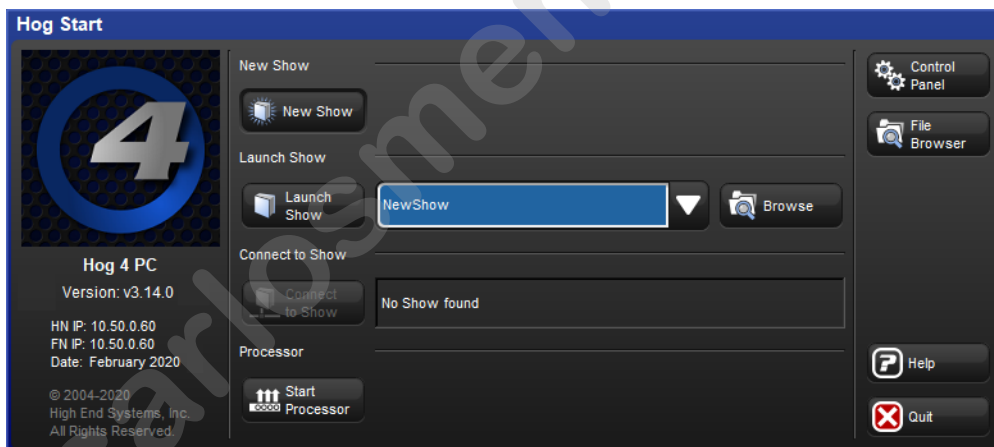 Hog Start
4
Hog 4 PC
Version: v3.14.0
HN IP: 10.50.0.60
FN IP: 10.50.0.60
Date: February 2020
© 2004-2020
High End Systems, Inc.
All Rights Reserved.
New Show
New Show
Launch Show
Launch
Show
NewShow
Browse
Connect to Show
Connect
to Show
No Show found
Processor
Start
Processor
Control
Panel
File
Browser
Help
Quit
carlosmen